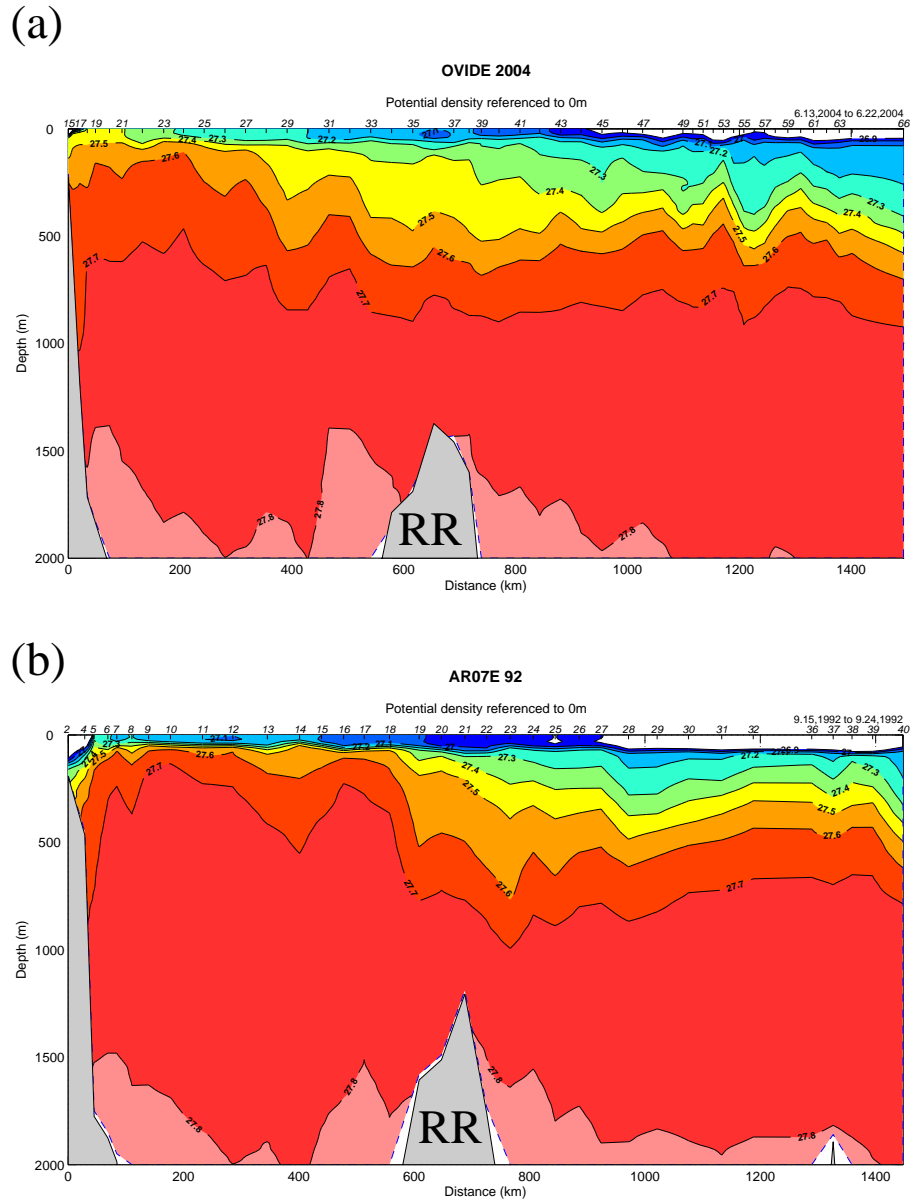 (a)
OVIDE 2004
Potential density referenced to 0m
6.13,2004 to 6.22,2004
15 17 19 21 23 25 27 29 31 33 35 37 39 41 43 45 47 49 51 53 55 57 59 61 63 66
0
500
1000
1500
2000
Depth (m)
27.5 27.4 27.3 27.2 27.2 26.9
27.6 27.3 27.4 27.3
27.5 27.4
27.6 27.5 27.6
27.7 27.7 27.7
27.8 27.8 27.8
RR
0 200 400 600 800 1000 1200 1400
Distance (km)
(b)
AR07E 92
Potential density referenced to 0m
9.15,1992 to 9.24,1992
2 4 5 6 7 8 9 10 11 12 13 14 15 16 17 18 19 20 21 22 23 24 25 26 27 28 29 30 31 32 36 37 38 39 40
0
500
1000
1500
2000
Depth (m)
27.3 27.1 27.2 27.1 27 27.2 27
27.5 27.6 27.4 27.3 27.3
27.7 27.5 27.4
27.5
27.6 27.6
27.7 27.7
27.8 27.8 27.8
RR
0 200 400 600 800 1000 1200 1400
Distance (km)